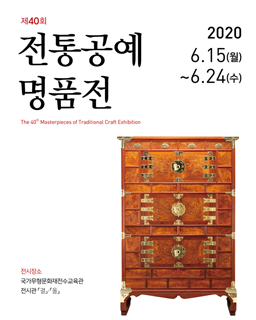 제40회
전통공예
명품전
2020
6.15(월)
~6.24(수)
The 40th Masterpieces of Traditional Craft Exhibition
전시장소
국가무형문화재전수교육관
전시관 「결」, 「올」